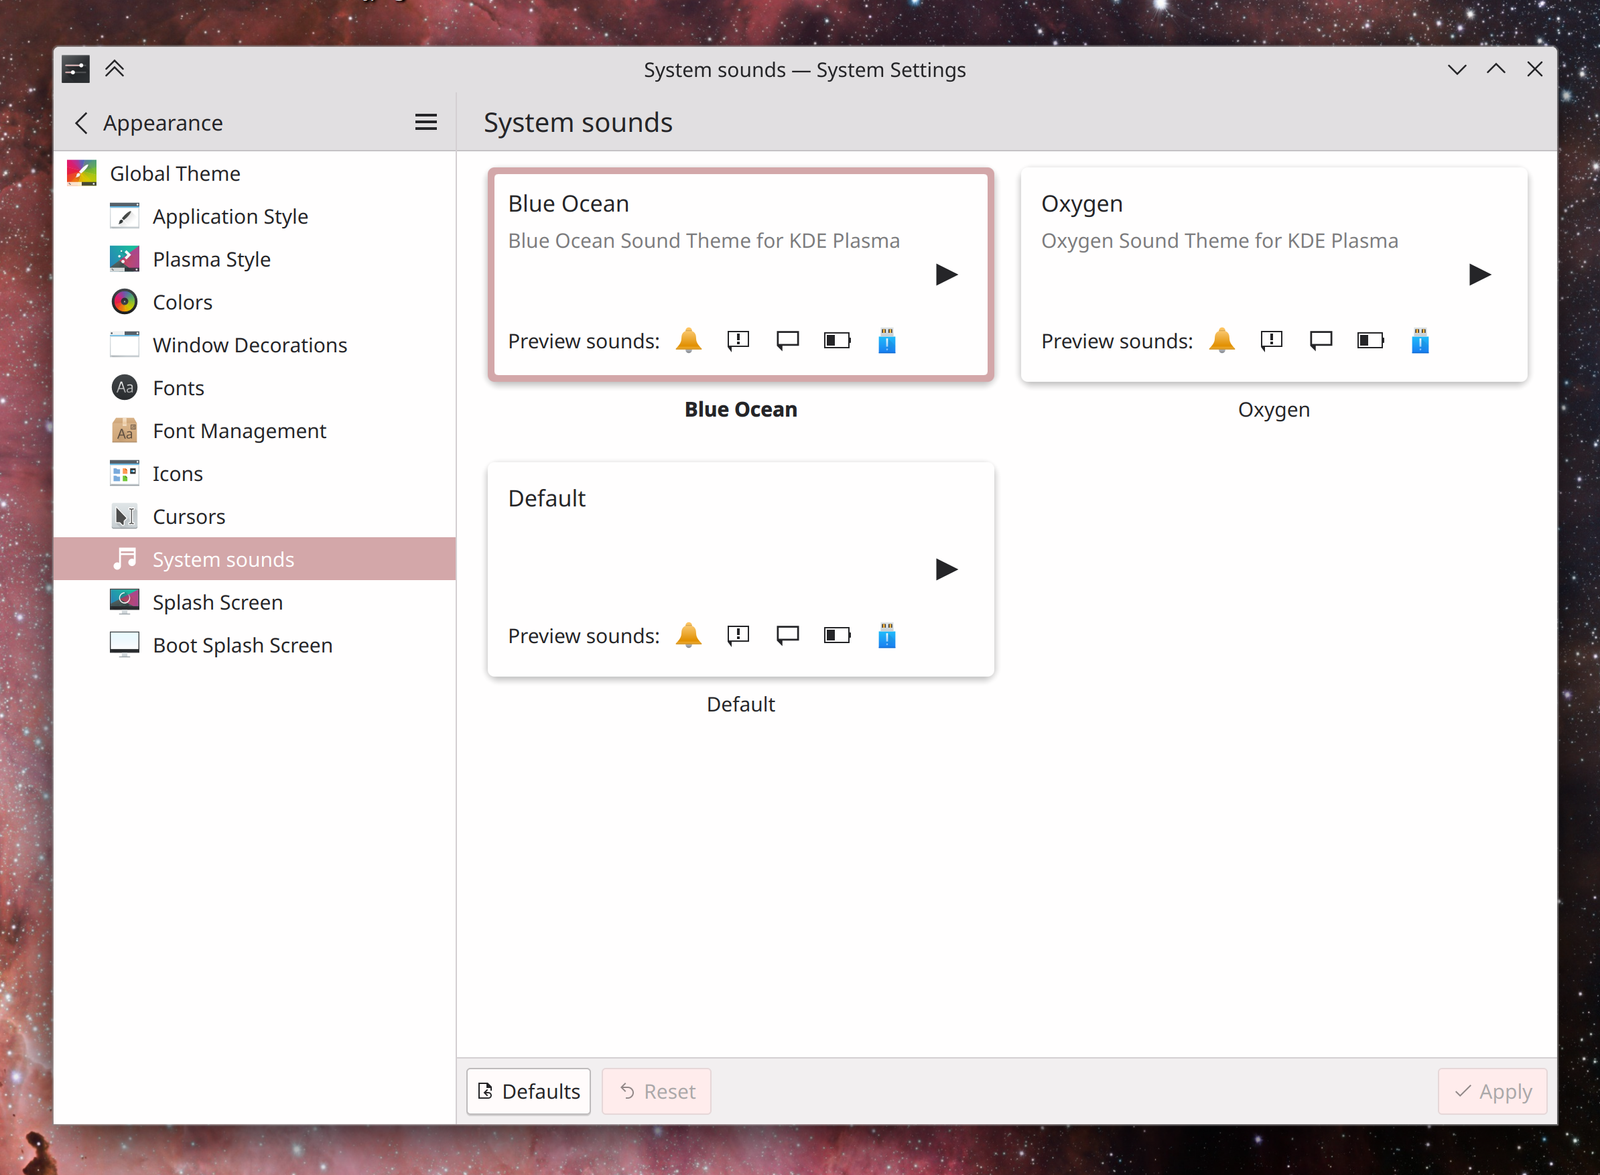 System sounds — System Settings
Appearance
System sounds
Global Theme
Application Style
Plasma Style
Colors
Window Decorations
Aa Fonts
Aa Font Management
Icons
Cursors
System sounds
Splash Screen
Boot Splash Screen
Blue Ocean
Blue Ocean Sound Theme for KDE Plasma
Preview sounds:
Blue Ocean
Oxygen
Oxygen Sound Theme for KDE Plasma
Preview sounds:
Oxygen
Default
Preview sounds:
Default
Defaults
Reset
Apply